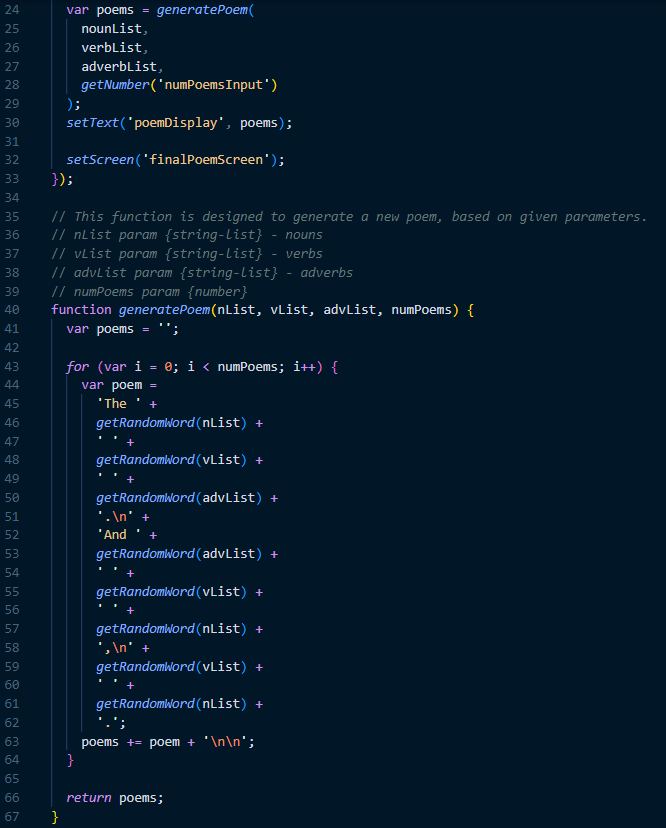 24 var poems = generatePoem(
25 nounList,
26 verbList,
27 adverbList,
28 getNumber('numPoemsInput')
29 );
30 setText('poemDisplay', poems);
31
32 setScreen('finalPoemScreen');
33 });
34
35 // This function is designed to generate a new poem, based on given parameters.
36 // nList param {string-list} - nouns
37 // vList param {string-list} - verbs
38 // advList param {string-list} - adverbs
39 // numPoems param {number}
40 function generatePoem(nList, vList, advList, numPoems) {
41 var poems = '';
42
43 for (var i = 0; i < numPoems; i++) {
44 var poem =
45 'The ' +
46 getRandomWord(nList) +
47 ' ' +
48 getRandomWord(vList) +
49 ' ' +
50 getRandomWord(advList) +
51 '.\n' +
52 'And ' +
53 getRandomWord(advList) +
54 ' ' +
55 getRandomWord(vList) +
56 ' ' +
57 getRandomWord(nList) +
58 ',\n' +
59 getRandomWord(vList) +
60 ' ' +
61 getRandomWord(nList) +
62 '.';
63 poems += poem + '\n\n';
64 }
65
66 return poems;
67 }